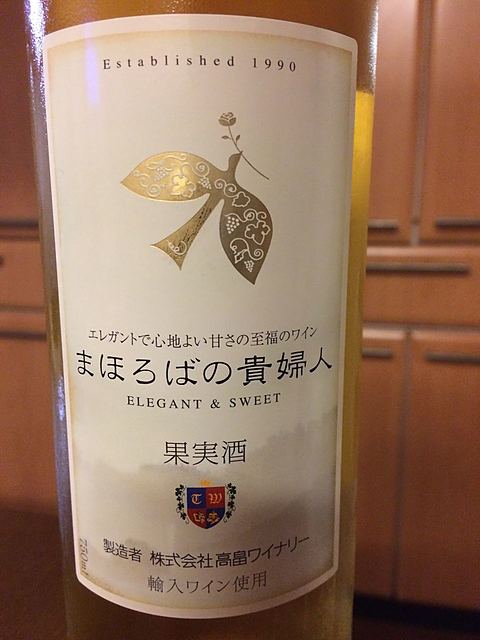 Established 1990
エレガントで心地よい甘さの至福のワイン
まほろばの貴婦人
ELEGANT & SWEET
果実酒
T W
製造者 株式会社高畠ワイナリー
輸入ワイン使用
750ml